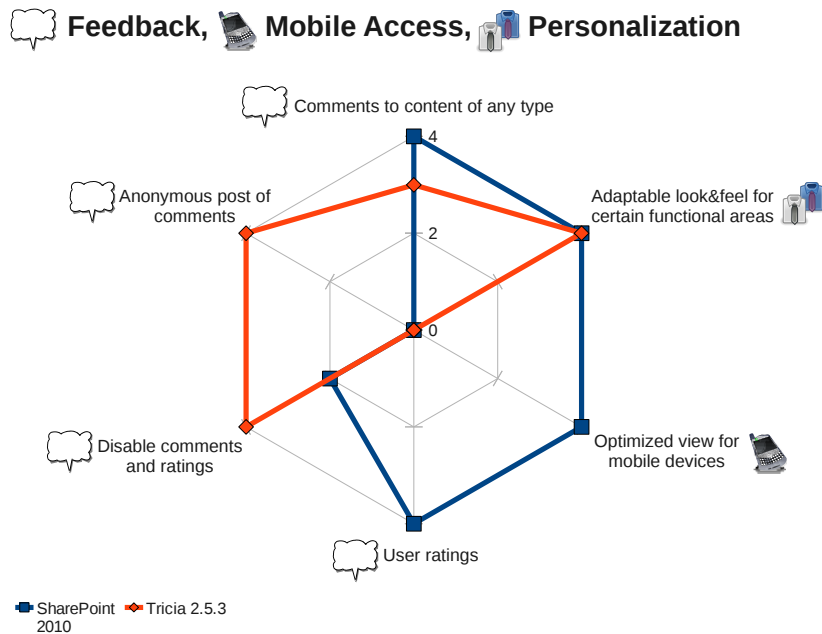 Feedback, Mobile Access, Personalization
Comments to content of any type
4
Anonymous post of
comments
Adaptable look&feel for
certain functional areas
2
0
Disable comments
and ratings
Optimized view for
mobile devices
User ratings
SharePoint
2010
Tricia 2.5.3